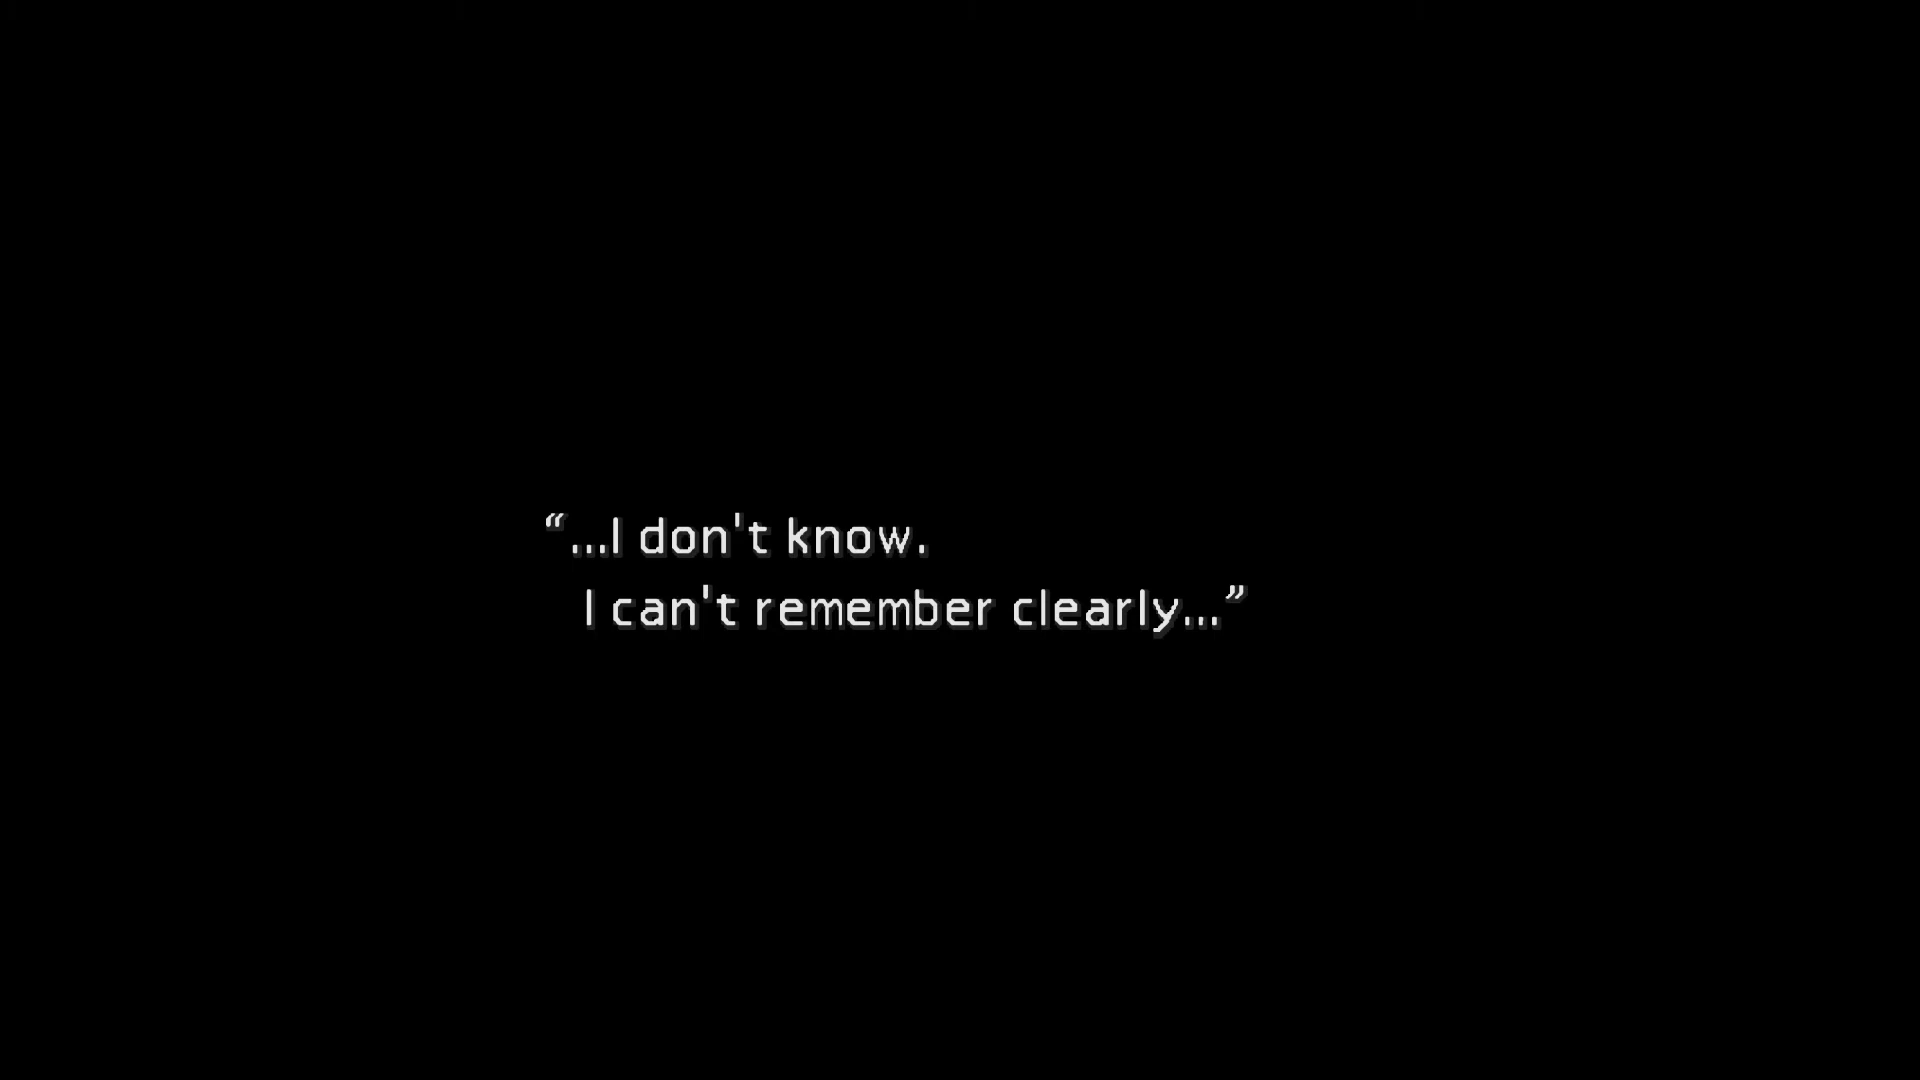 “...I don't know.
I can't remember clearly...”